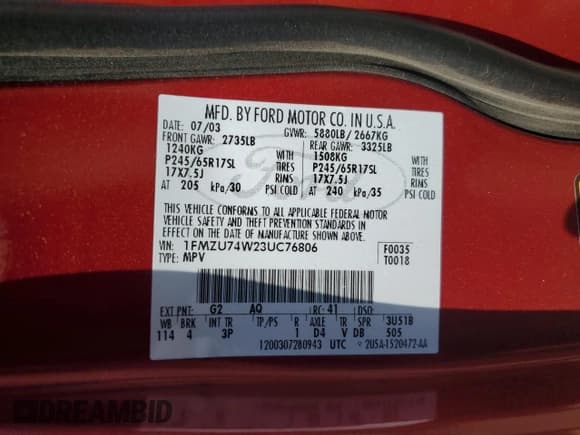 MFD. BY FORD MOTOR CO. IN U.S.A.
DATE: 07/03 GVWR: 5880LB/ 2667KG
FRONT GAWR: 2735LB REAR GAWR: 3325LB
1240KG WITH 1508KG WITH
P245/65R17SL TIRES P245/65R17SL TIRES
17X7.5J RINS 17X7.5J RIMS
AT 205 kPa/30 PSI COLD AT 240 kPa/35 PSI COLD
THIS VEHICLE CONFORMS TO ALL APPLICABLE FEDERAL MOTOR
VEHICLE SAFETY AND THEFT PREVENTION STANDARDS IN
EFFECT ON THE DATE OF MANUFACTURE SHOWN ABOVE.
VIN: 1FMZU74W23UC76806 F0035
TYPE: MPV T0018
EXT PNT: G2 AQ RC: 41 DSO:
WB BRK INT TR TP/PS R AXLE TR SPR 3U51B
114 4 3P 1 D4 V DB 505
1200307280943 UTC 2U5A-1520472-AA
Ford
DREAMBID